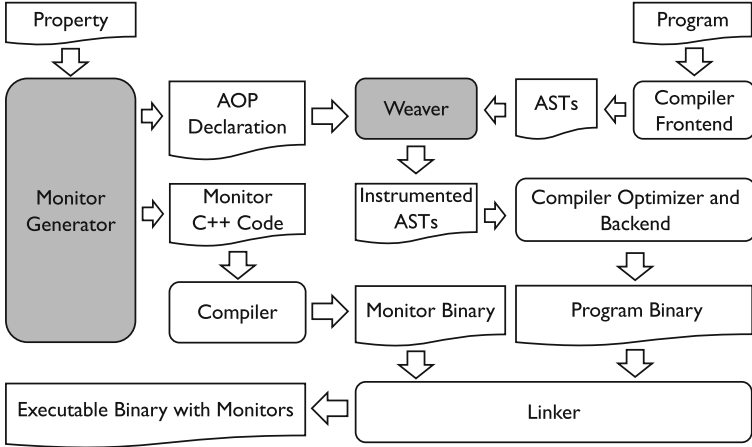 Property
Program
AOP
Declaration
Weaver
ASTs
Compiler
Frontend
Monitor
Generator
Monitor
C++ Code
Instrumented
ASTs
Compiler Optimizer and
Backend
Compiler
Monitor Binary
Program Binary
Executable Binary with Monitors
Linker